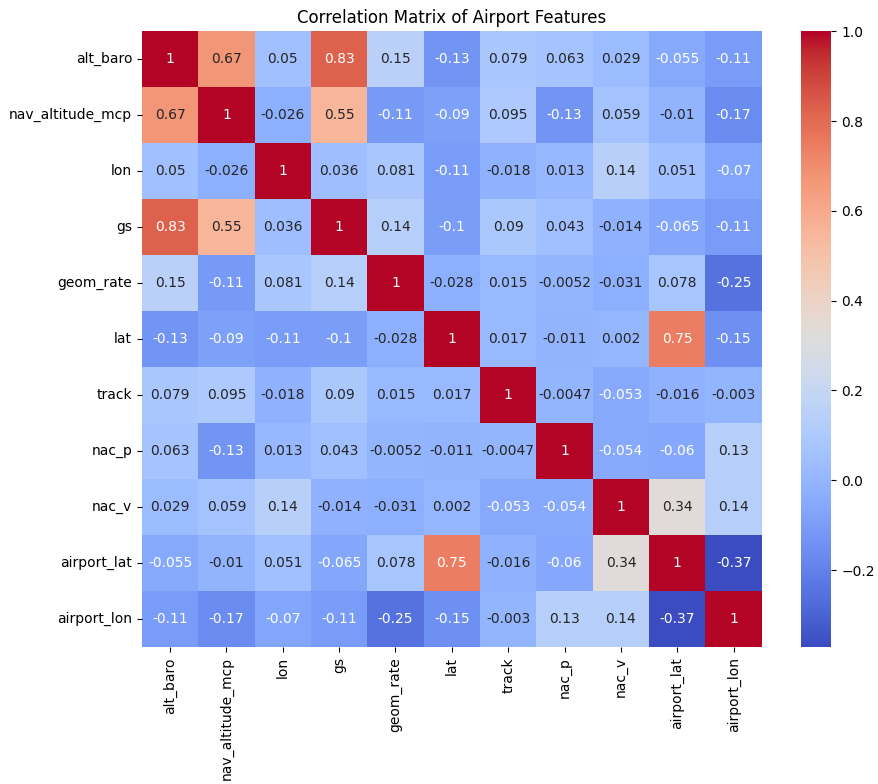 Correlation Matrix of Airport Features
alt_baro 1 0.67 0.05 0.83 0.15 -0.13 0.079 0.063 0.029 -0.055 -0.11
nav_altitude_mcp 0.67 1 -0.026 0.55 -0.11 -0.09 0.095 -0.13 0.059 -0.01 -0.17
lon 0.05 -0.026 1 0.036 0.081 -0.11 -0.018 0.013 0.14 0.051 -0.07
gs 0.83 0.55 0.036 1 0.14 -0.1 0.09 0.043 -0.014 -0.065 -0.11
geom_rate 0.15 -0.11 0.081 0.14 1 -0.028 0.015 -0.0052 -0.031 0.078 -0.25
lat -0.13 -0.09 -0.11 -0.1 -0.028 1 0.017 -0.011 0.002 0.75 -0.15
track 0.079 0.095 -0.018 0.09 0.015 0.017 1 -0.0047 -0.053 -0.016 -0.003
nac_p 0.063 -0.13 0.013 0.043 -0.0052 -0.011 -0.0047 1 -0.054 -0.06 0.13
nac_v 0.029 0.059 0.14 -0.014 -0.031 0.002 -0.053 -0.054 1 0.34 0.14
airport_lat -0.055 -0.01 0.051 -0.065 0.078 0.75 -0.016 -0.06 0.34 1 -0.37
airport_lon -0.11 -0.17 -0.07 -0.11 -0.25 -0.15 -0.003 0.13 0.14 -0.37 1
alt_baro nav_altitude_mcp lon gs geom_rate lat track nac_p nac_v airport_lat airport_lon
1.0
0.8
0.6
0.4
0.2
0.0
−0.2